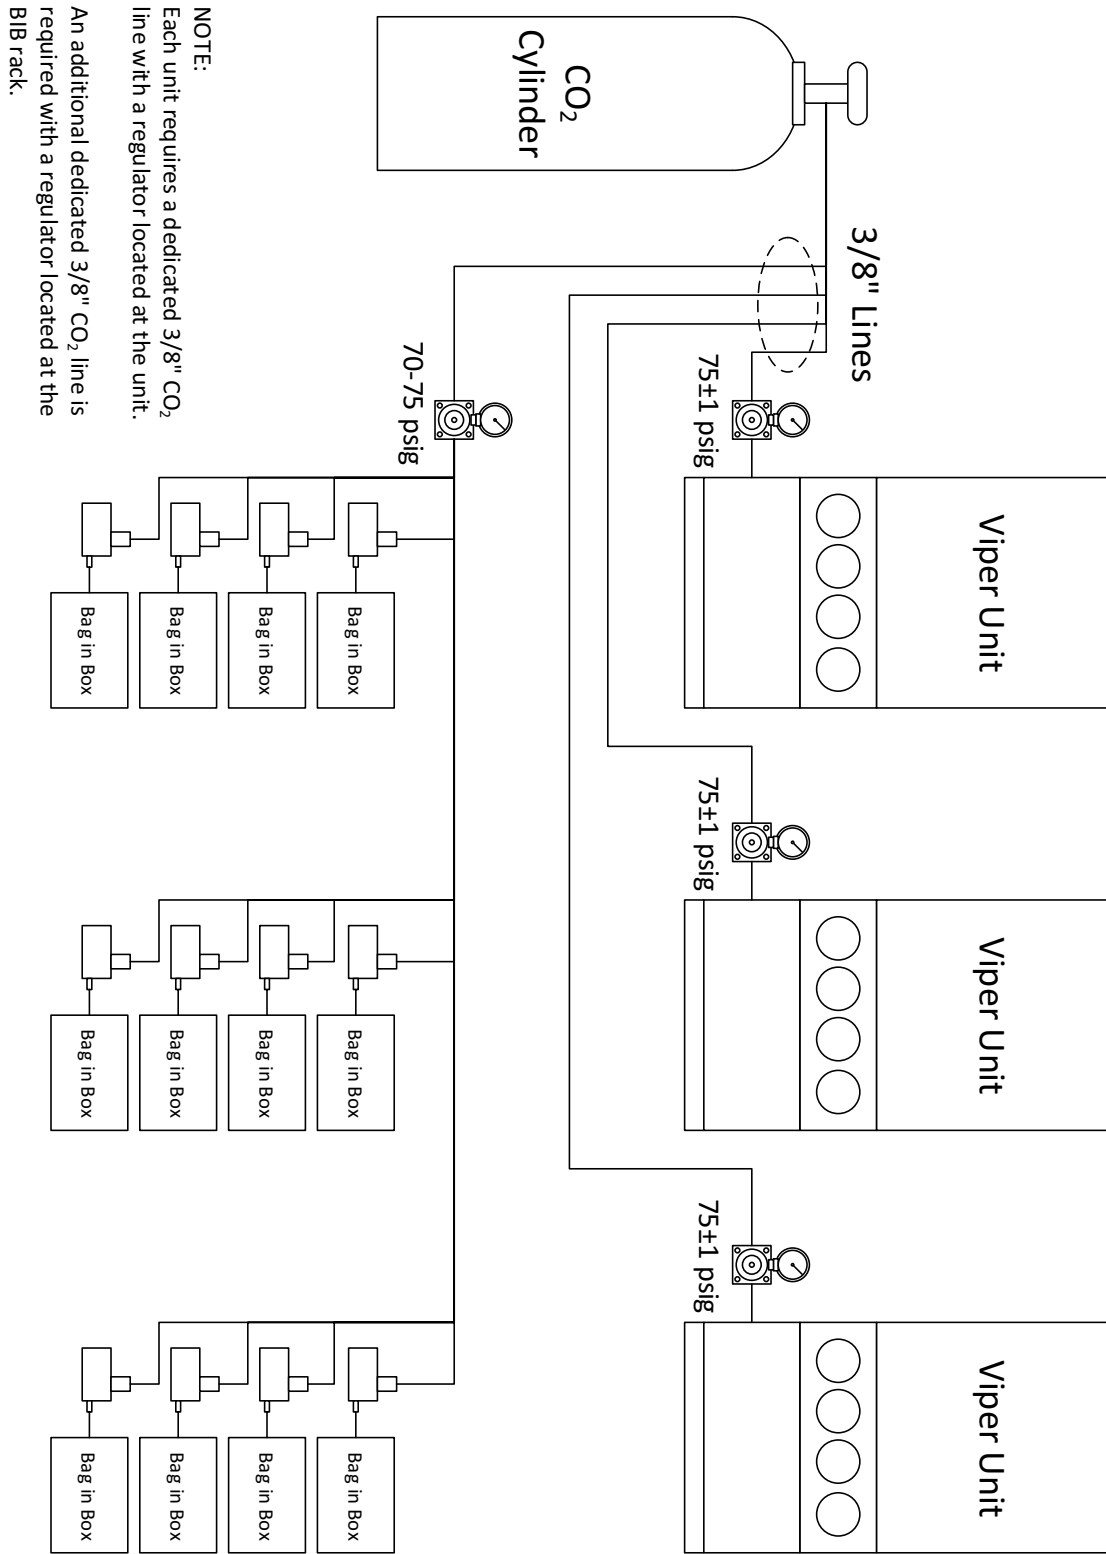 CO₂
Cylinder
3/8" Lines
75±1 psig
Viper Unit
75±1 psig
Viper Unit
75±1 psig
Viper Unit
70-75 psig
Bag in Box
Bag in Box
Bag in Box
Bag in Box
Bag in Box
Bag in Box
Bag in Box
Bag in Box
Bag in Box
Bag in Box
Bag in Box
Bag in Box
NOTE:
Each unit requires a dedicated 3/8" CO₂
line with a regulator located at the unit.
An additional dedicated 3/8" CO₂ line is
required with a regulator located at the
BIB rack.